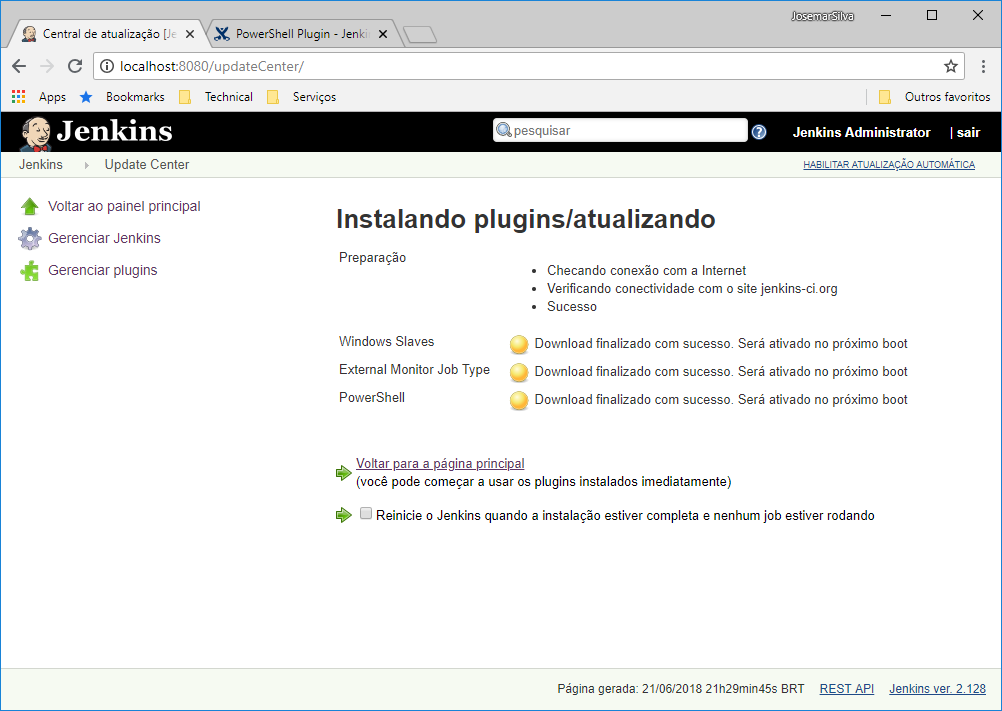 JosemarSilva
Central de atualização [Je
PowerShell Plugin - Jenki
localhost:8080/updateCenter/
Apps Bookmarks Technical Serviços Outros favoritos
Jenkins pesquisar Jenkins Administrator | sair
Jenkins Update Center HABILITAR ATUALIZAÇÃO AUTOMÁTICA
Voltar ao painel principal
Gerenciar Jenkins
Gerenciar plugins
Instalando plugins/atualizando
Preparação
• Checando conexão com a Internet
• Verificando conectividade com o site jenkins-ci.org
• Sucesso
Windows Slaves Download finalizado com sucesso. Será ativado no próximo boot
External Monitor Job Type Download finalizado com sucesso. Será ativado no próximo boot
PowerShell Download finalizado com sucesso. Será ativado no próximo boot
Voltar para a página principal
(você pode começar a usar os plugins instalados imediatamente)
Reinicie o Jenkins quando a instalação estiver completa e nenhum job estiver rodando
Página gerada: 21/06/2018 21h29min45s BRT REST API Jenkins ver. 2.128